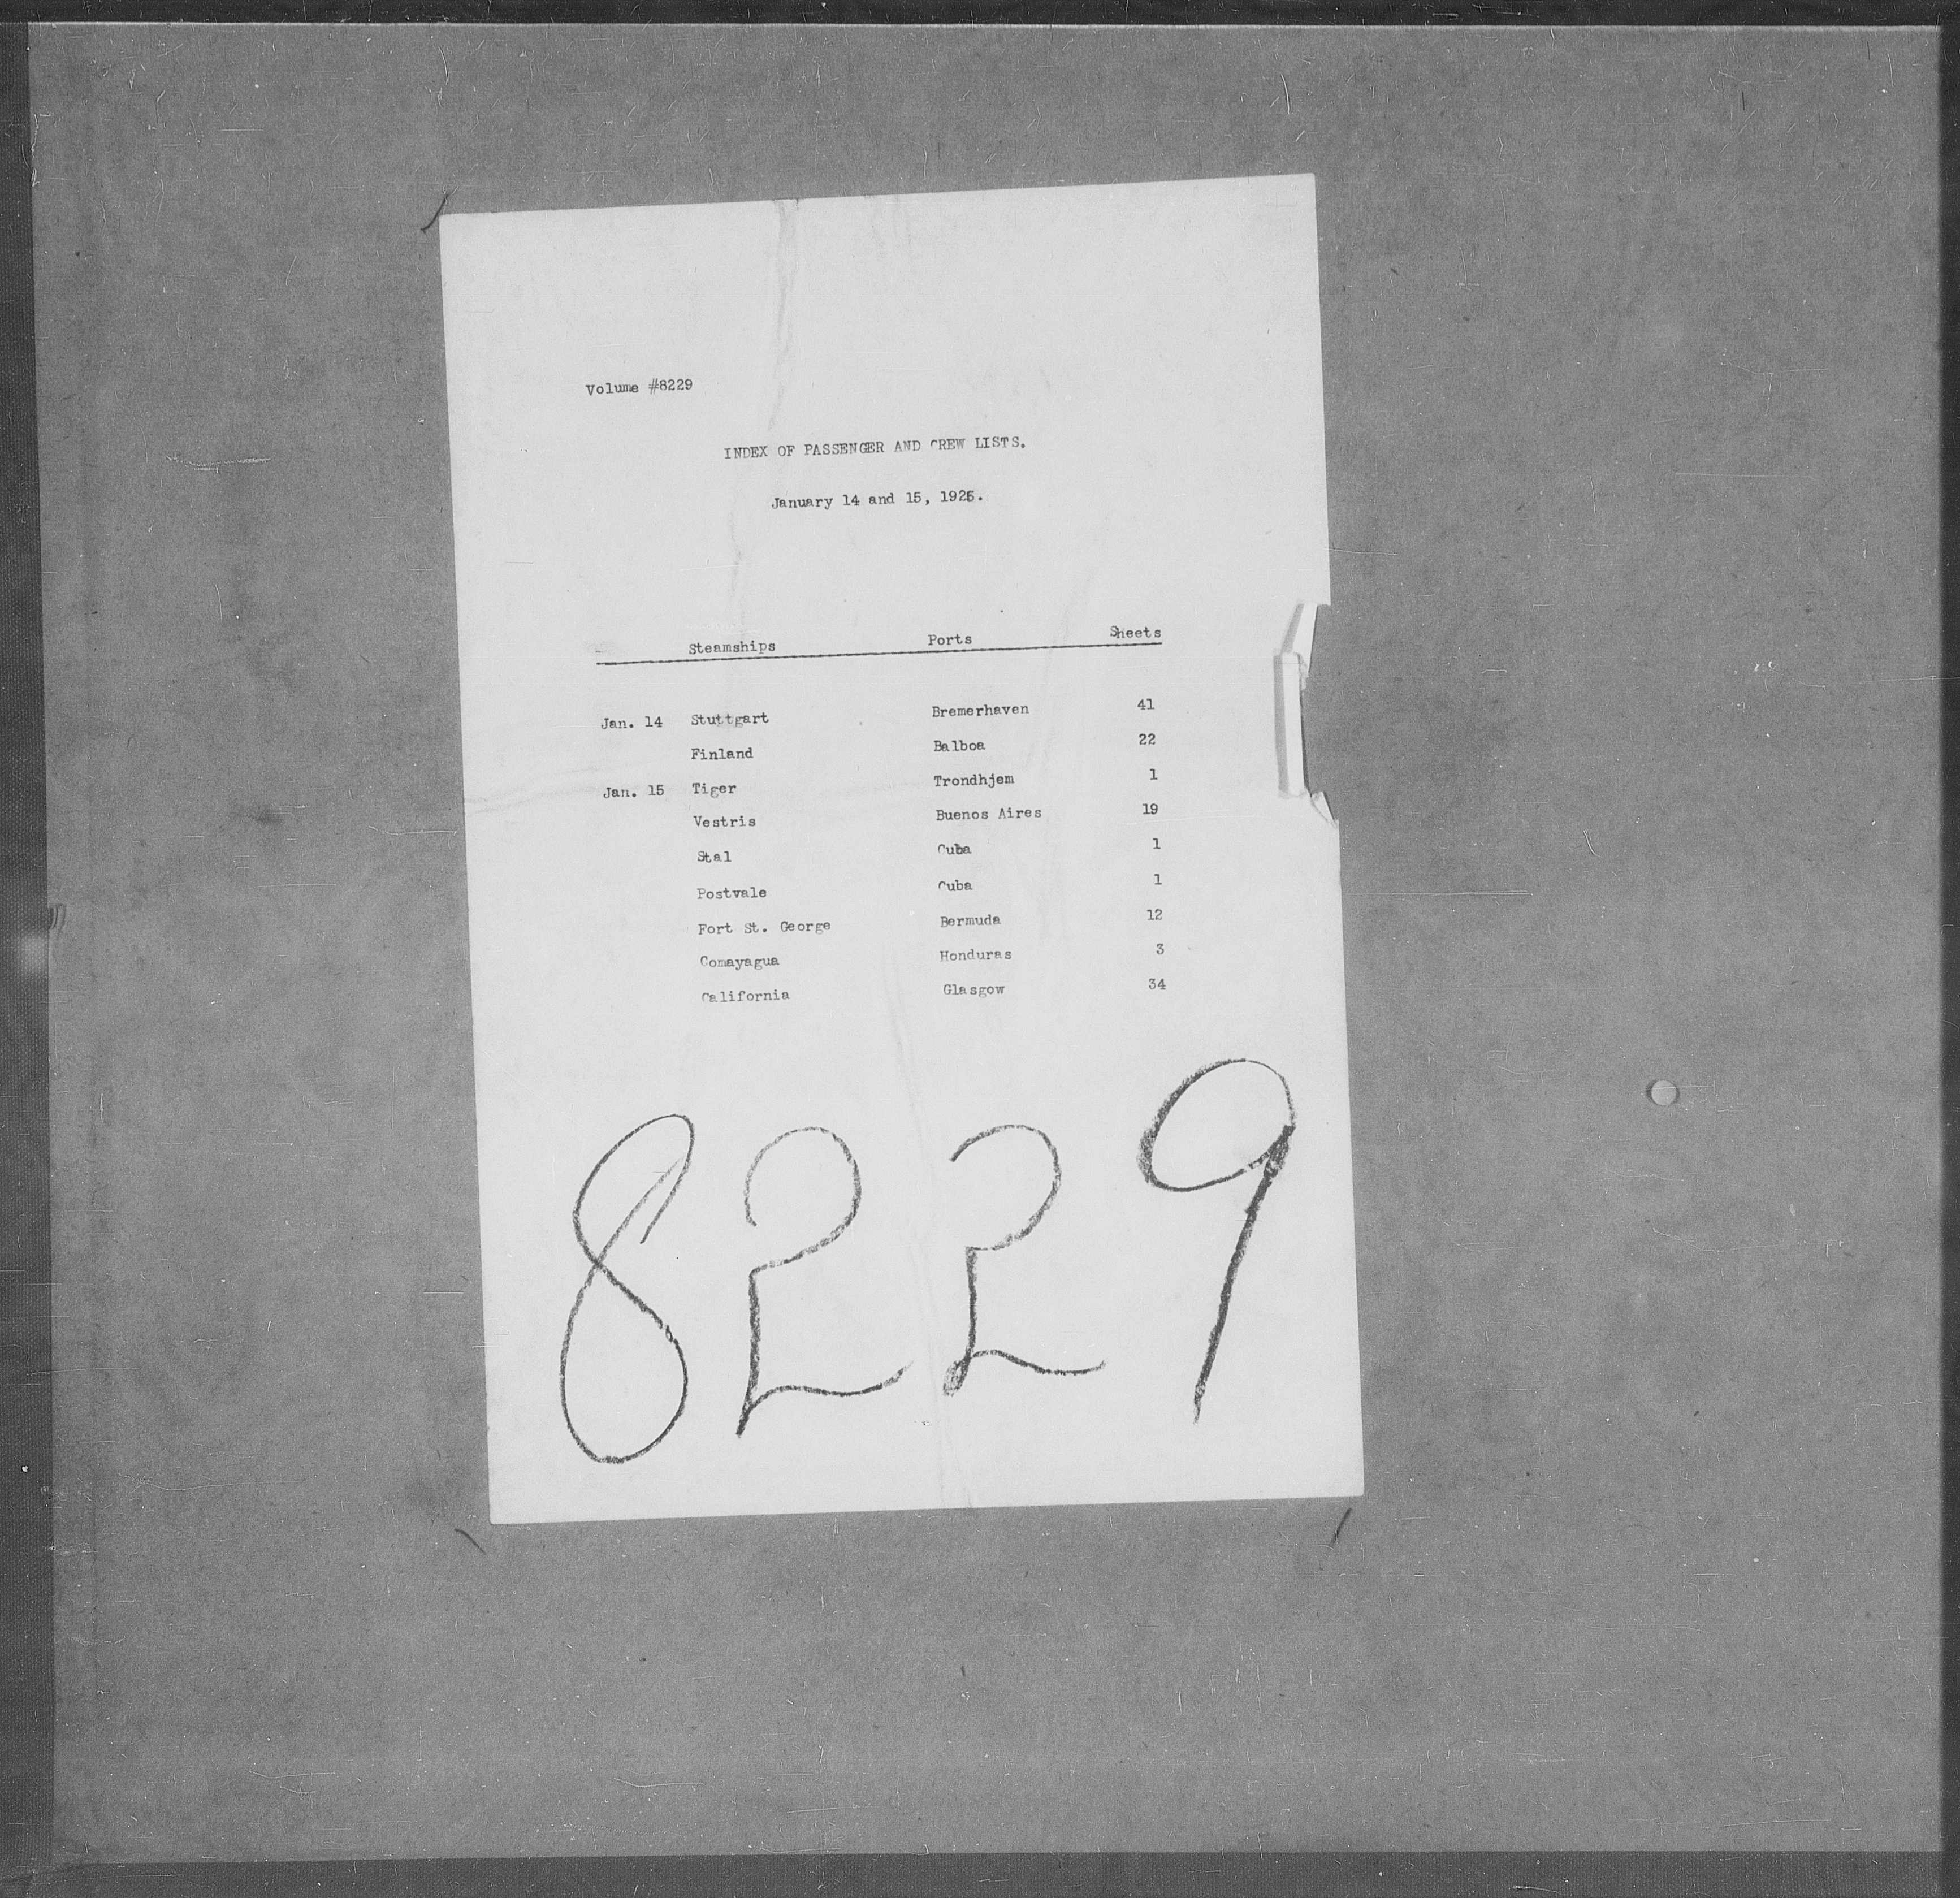 Volume #8229
INDEX OF PASSENGER AND CREW LISTS.
January 14 and 15, 1925.
Steamships Ports Sheets
Jan. 14 Stuttgart Bremerhaven 41
Finland Balboa 22
Jan. 15 Tiger Trondhjem 1
Vestris Buenos Aires 19
Stal Cuba 1
Postvale Cuba 1
Fort St. George Bermuda 12
Comayagua Honduras 3
California Glasgow 34
8229